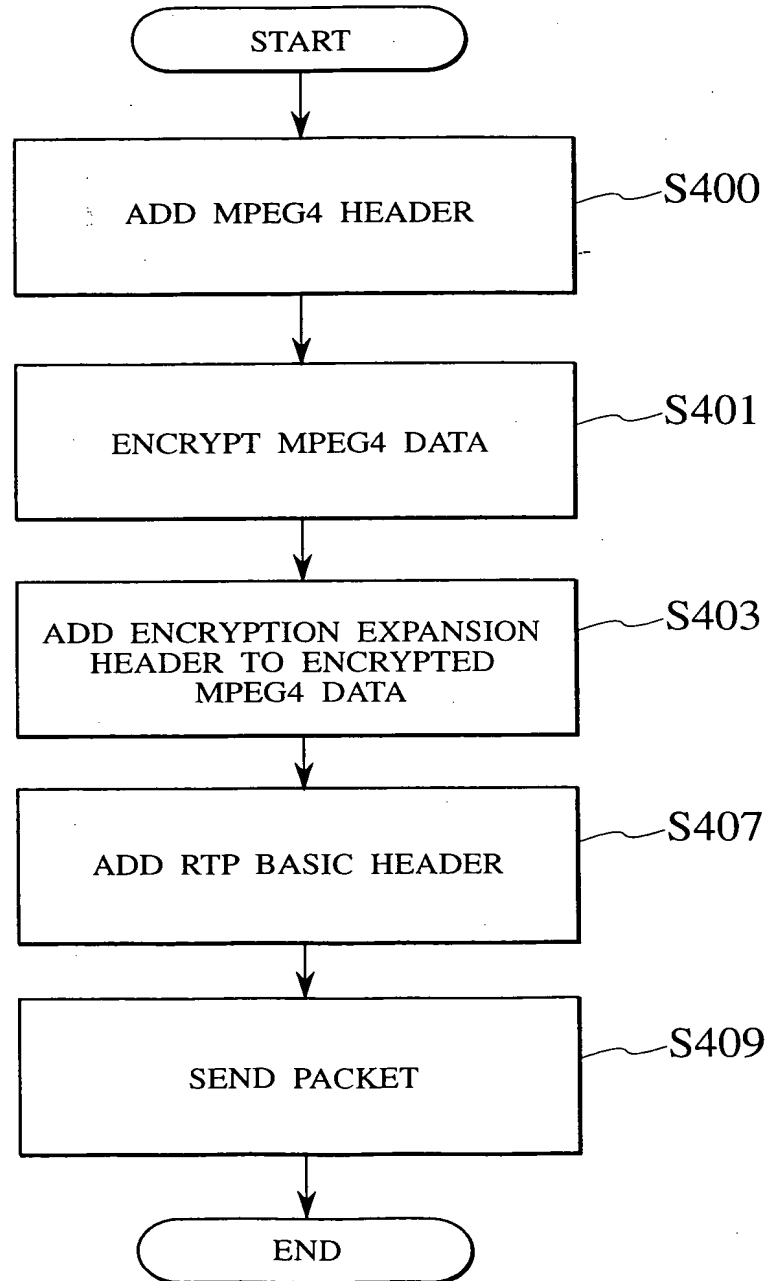 START
ADD MPEG4 HEADER
S400
ENCRYPT MPEG4 DATA
S401
ADD ENCRYPTION EXPANSION
HEADER TO ENCRYPTED
MPEG4 DATA
S403
ADD RTP BASIC HEADER
S407
SEND PACKET
S409
END